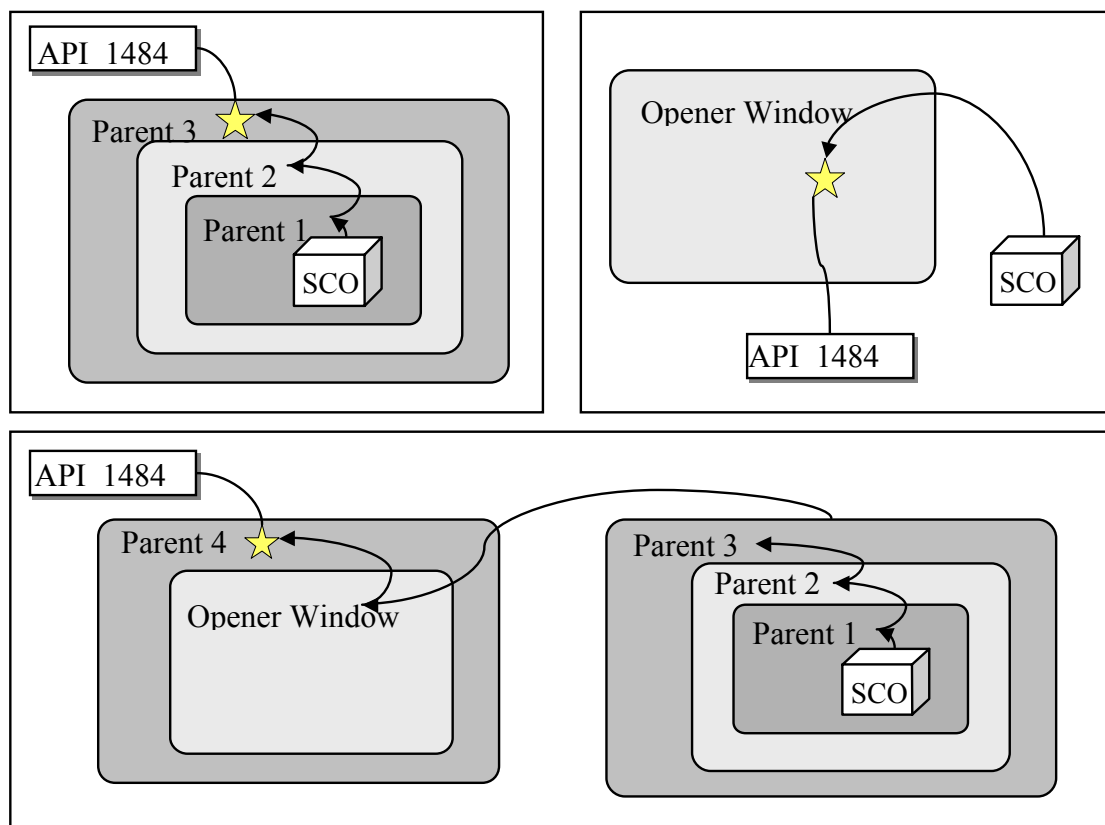 API 1484
Parent 3
Parent 2
Parent 1
SCO
Opener Window
SCO
API 1484
API 1484
Parent 4
Opener Window
Parent 3
Parent 2
Parent 1
SCO